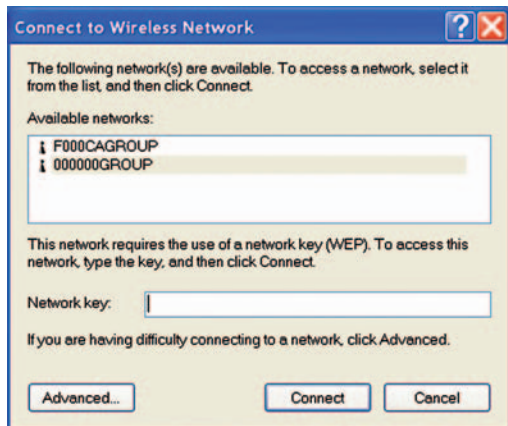 Connect to Wireless Network
The following network(s) are available. To access a network, select it
from the list, and then click Connect.
Available networks:
F000CAGROUP
000000GROUP
This network requires the use of a network key (WEP). To access this
network, type the key, and then click Connect.
Network key:
If you are having difficulty connecting to a network, click Advanced.
Advanced... Connect Cancel